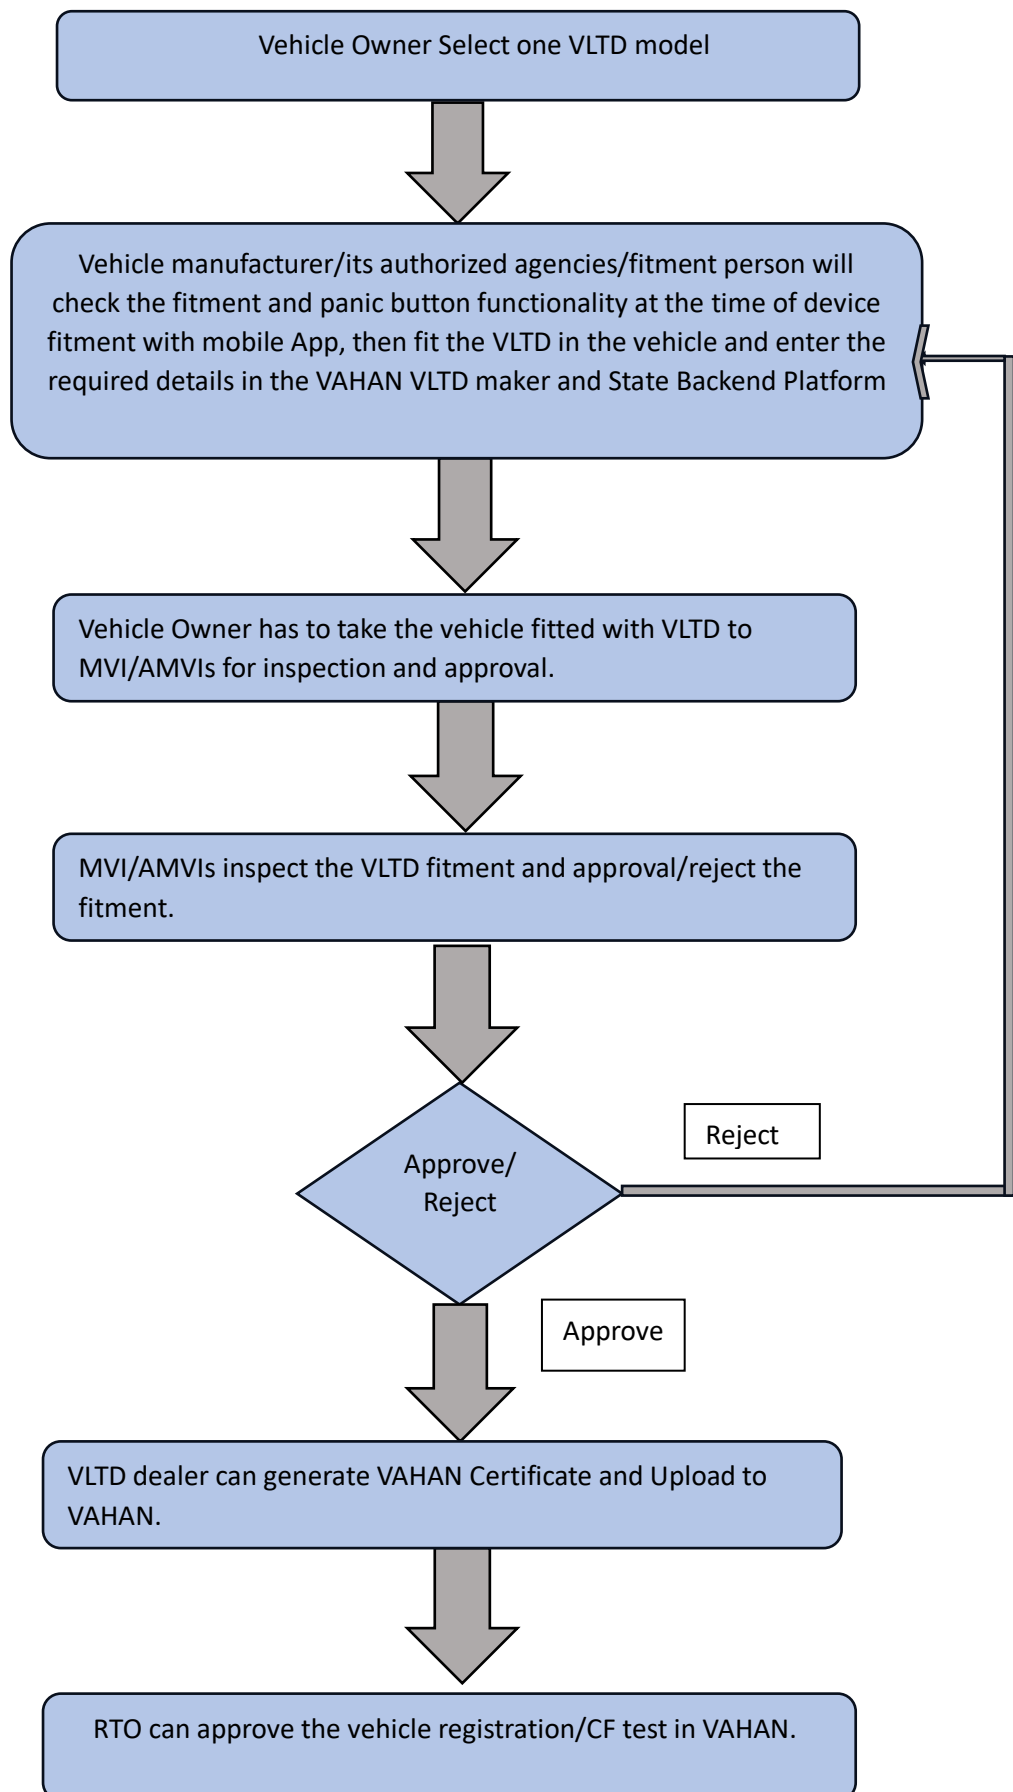 Vehicle Owner Select one VLTD model
Vehicle manufacturer/its authorized agencies/fitment person will
check the fitment and panic button functionality at the time of device
fitment with mobile App, then fit the VLTD in the vehicle and enter the
required details in the VAHAN VLTD maker and State Backend Platform
Vehicle Owner has to take the vehicle fitted with VLTD to
MVI/AMVIs for inspection and approval.
MVI/AMVIs inspect the VLTD fitment and approval/reject the
fitment.
Approve/
Reject
Reject
Approve
VLTD dealer can generate VAHAN Certificate and Upload to
VAHAN.
RTO can approve the vehicle registration/CF test in VAHAN.